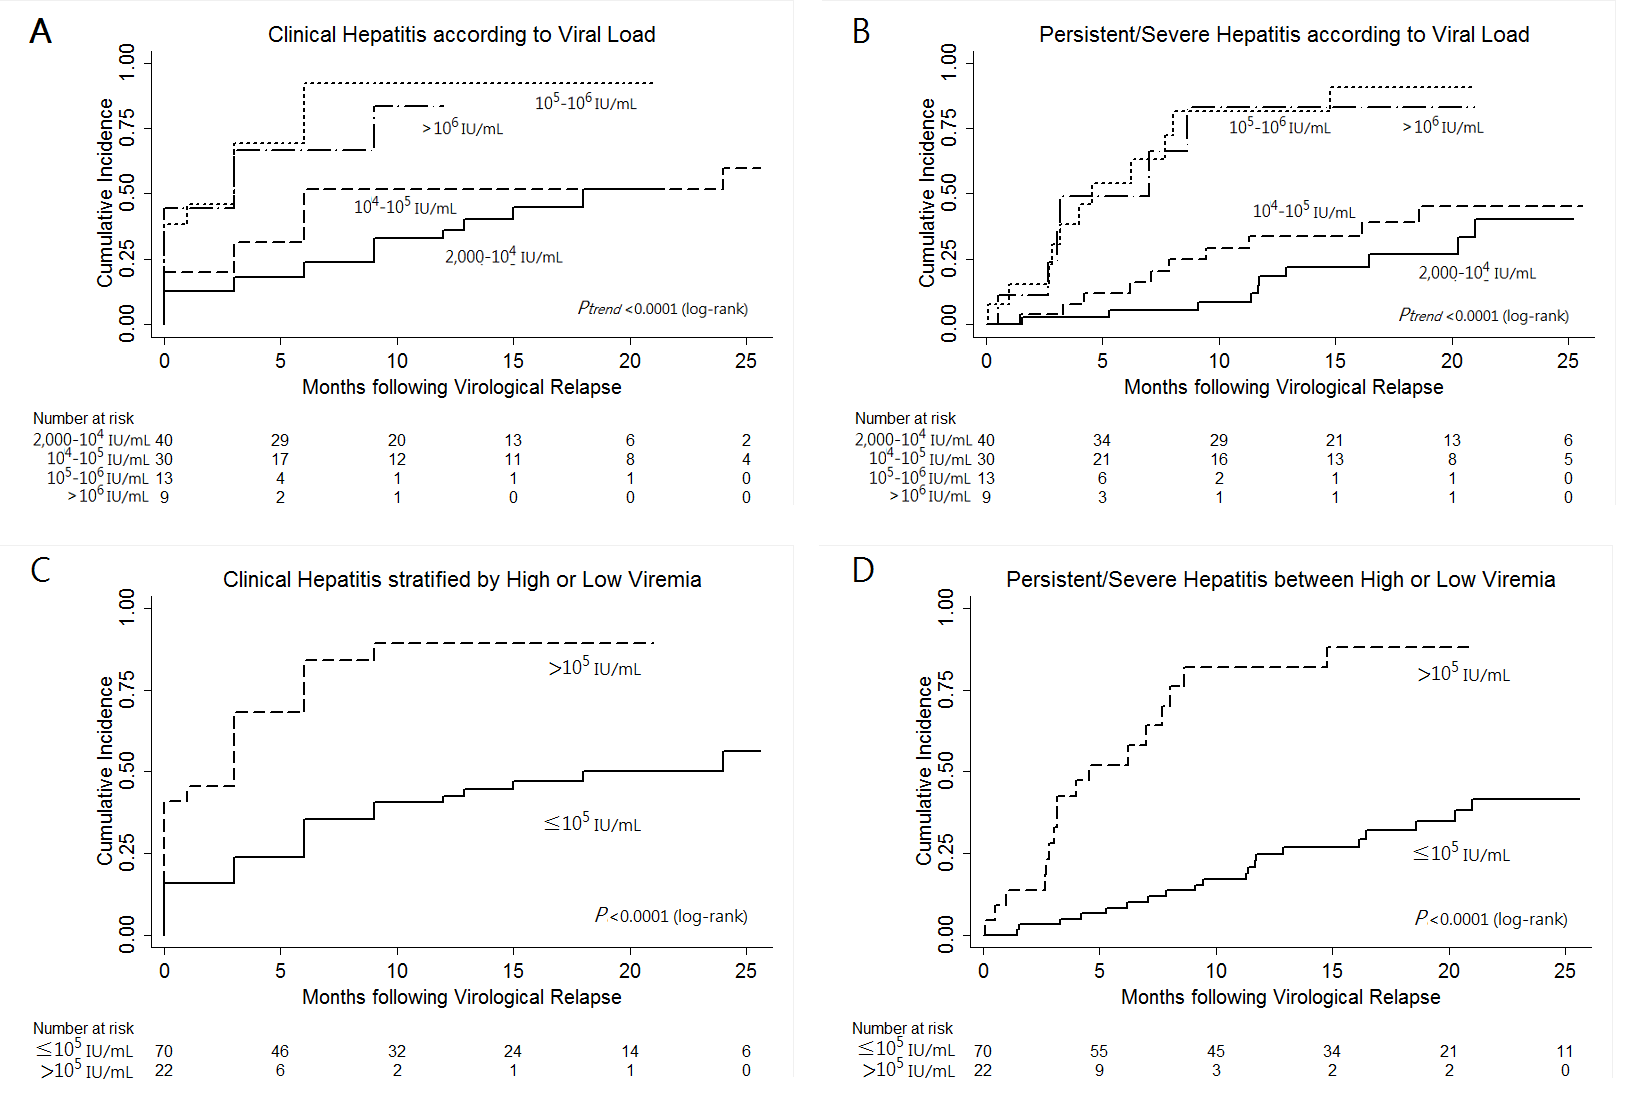 A
Clinical Hepatitis according to Viral Load
Cumulative Incidence
0.00 0.25 0.50 0.75 1.00
10⁵-10⁶ IU/mL
>10⁶ IU/mL
10⁴-10⁵ IU/mL
2,000-10⁴ IU/mL
Ptrend <0.0001 (log-rank)
0 5 10 15 20 25
Months following Virological Relapse
Number at risk
2,000-10⁴ IU/mL 40 29 20 13 6 2
10⁴-10⁵ IU/mL 30 17 12 11 8 4
10⁵-10⁶ IU/mL 13 4 1 1 1 0
>10⁶ IU/mL 9 2 1 0 0 0
B
Persistent/Severe Hepatitis according to Viral Load
Cumulative Incidence
0.00 0.25 0.50 0.75 1.00
10⁵-10⁶ IU/mL >10⁶ IU/mL
10⁴-10⁵ IU/mL
2,000-10⁴ IU/mL
Ptrend <0.0001 (log-rank)
0 5 10 15 20 25
Months following Virological Relapse
Number at risk
2,000-10⁴ IU/mL 40 34 29 21 13 6
10⁴-10⁵ IU/mL 30 21 16 13 8 5
10⁵-10⁶ IU/mL 13 6 2 1 1 0
>10⁶ IU/mL 9 3 1 1 1 0
C
Clinical Hepatitis stratified by High or Low Viremia
Cumulative Incidence
0.00 0.25 0.50 0.75 1.00
>10⁵ IU/mL
≤10⁵ IU/mL
P <0.0001 (log-rank)
0 5 10 15 20 25
Months following Virological Relapse
Number at risk
≤10⁵ IU/mL 70 46 32 24 14 6
>10⁵ IU/mL 22 6 2 1 1 0
D
Persistent/Severe Hepatitis between High or Low Viremia
Cumulative Incidence
0.00 0.25 0.50 0.75 1.00
>10⁵ IU/mL
≤10⁵ IU/mL
P <0.0001 (log-rank)
0 5 10 15 20 25
Months following Virological Relapse
Number at risk
≤10⁵ IU/mL 70 55 45 34 21 11
>10⁵ IU/mL 22 9 3 2 2 0